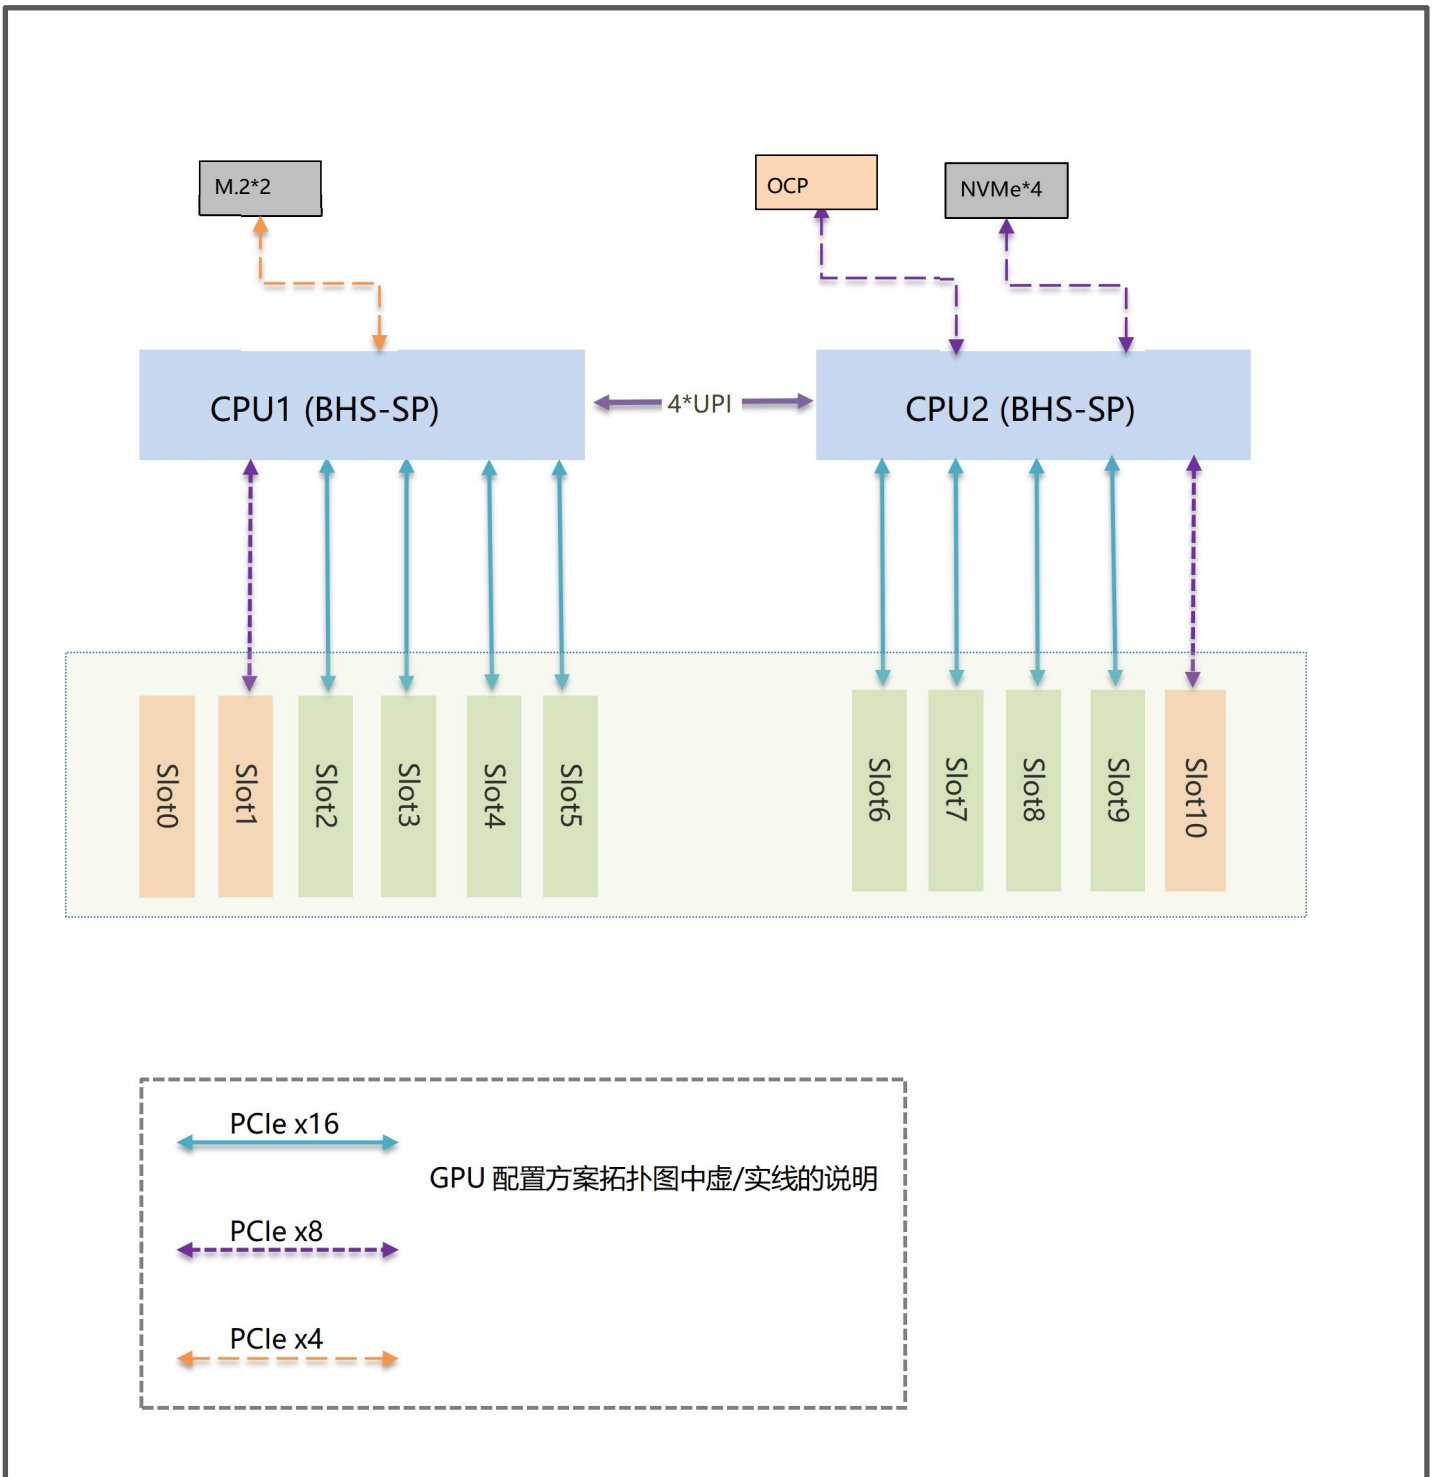 M.2*2
OCP
NVMe*4
CPU1 (BHS-SP)
4*UPI
CPU2 (BHS-SP)
Slot0
Slot1
Slot2
Slot3
Slot4
Slot5
Slot6
Slot7
Slot8
Slot9
Slot10
PCIe x16
GPU 配置方案拓扑图中虚/实线的说明
PCIe x8
PCIe x4